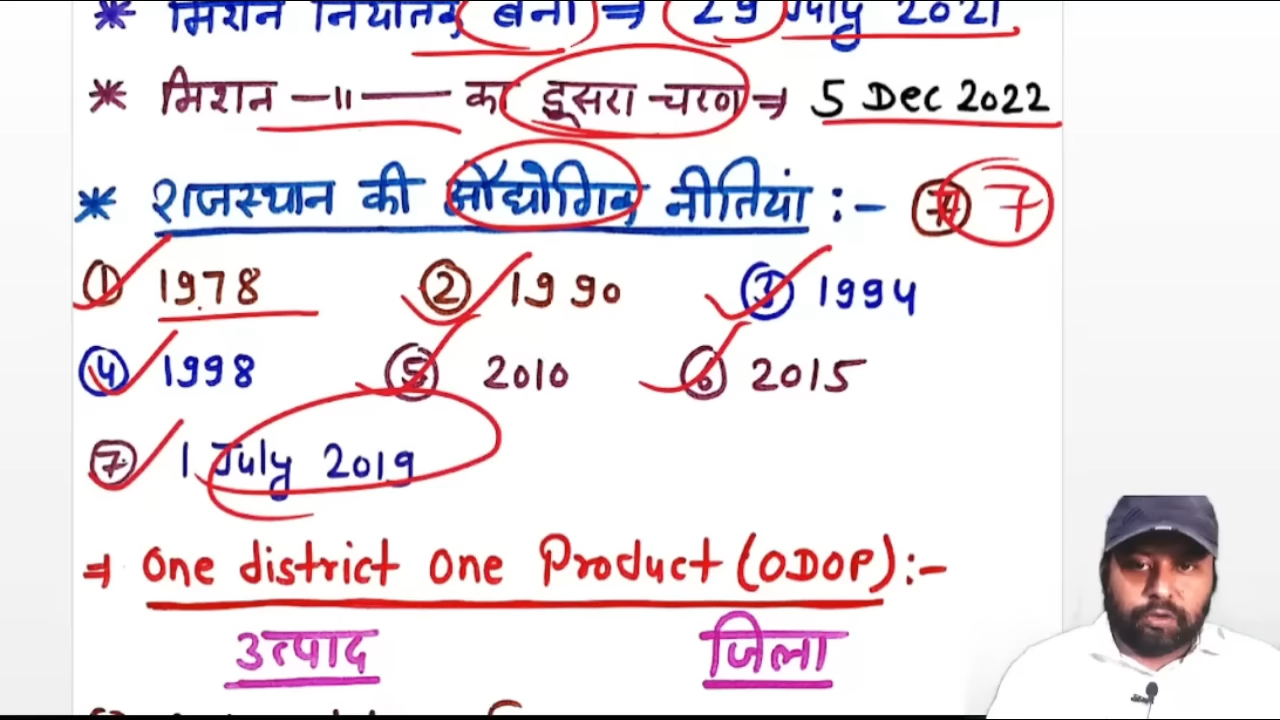 * मिशन निर्यातक बनो ⇒ 29 July 2021
* मिशन —॥— का दूसरा चरण ⇒ 5 Dec 2022
* राजस्थान की औद्योगिक नीतियां :- 7
① 1978 ② 1990 ③ 1994
④ 1998 ⑤ 2010 ⑥ 2015
⑦ 1 July 2019
⇒ One district One Product (ODOP):-
उत्पाद जिला